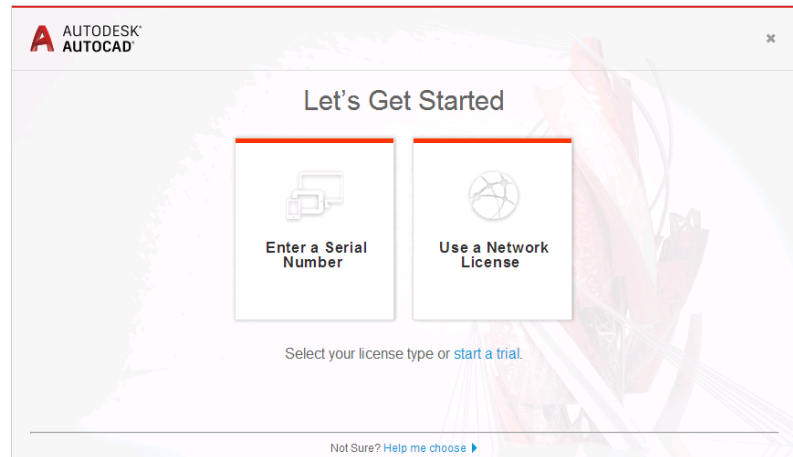 AUTODESK®
AUTOCAD®
Let's Get Started
Enter a Serial
Number
Use a Network
License
Select your license type or start a trial.
Not Sure? Help me choose